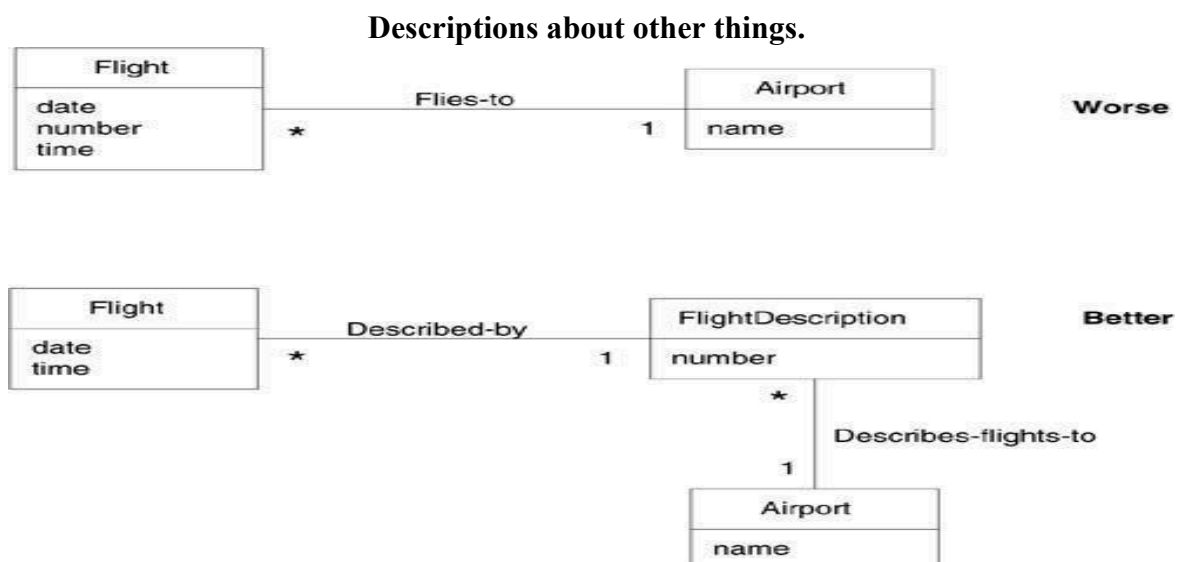 Descriptions about other things.
Flight
date
number
time
Flies-to
*
1
Airport
name
Worse
Flight
date
time
Described-by
*
1
FlightDescription
number
Better
*
Describes-flights-to
1
Airport
name